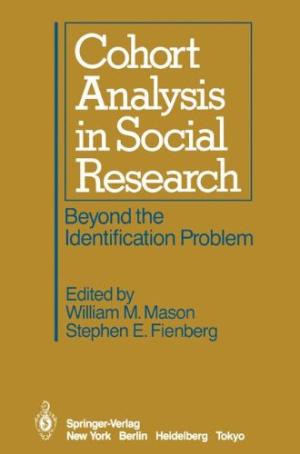 Cohort
Analysis
in Social
Research
Beyond the
Identification Problem
Edited by
William M. Mason
Stephen E. Fienberg
Springer-Verlag
New York Berlin Heidelberg Tokyo